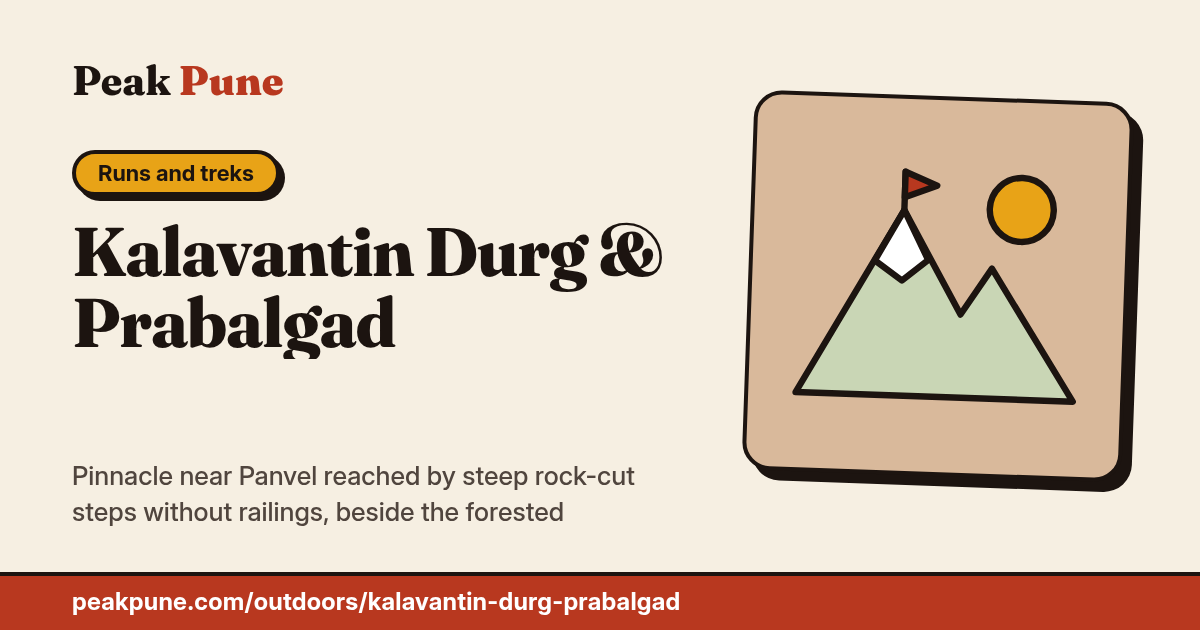 Peak Pune
Runs and treks
Kalavantin Durg &
Prabalgad
Pinnacle near Panvel reached by steep rock-cut
steps without railings, beside the forested
peakpune.com/outdoors/kalavantin-durg-prabalgad